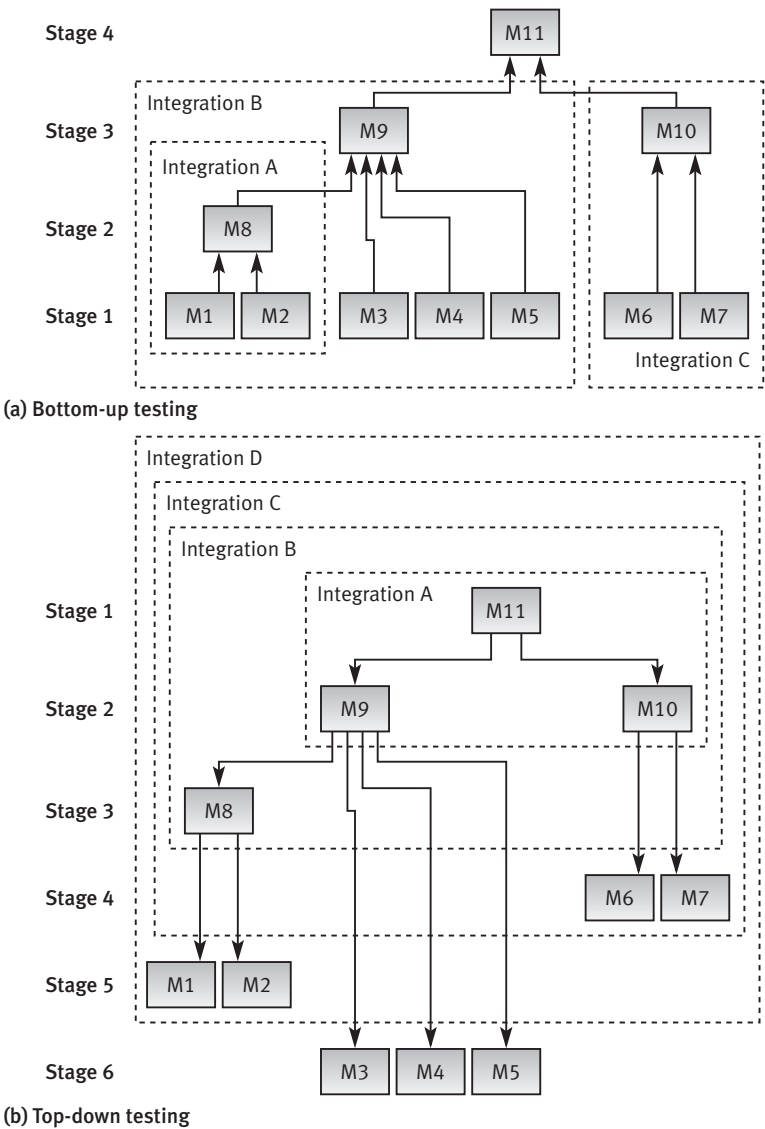 Stage 4
M11
Integration B
Stage 3
M9
M10
Integration A
Stage 2
M8
Stage 1
M1
M2
M3
M4
M5
M6
M7
Integration C
(a) Bottom-up testing
Integration D
Integration C
Integration B
Integration A
Stage 1
M11
Stage 2
M9
M10
Stage 3
M8
Stage 4
M6
M7
Stage 5
M1
M2
Stage 6
M3
M4
M5
(b) Top-down testing